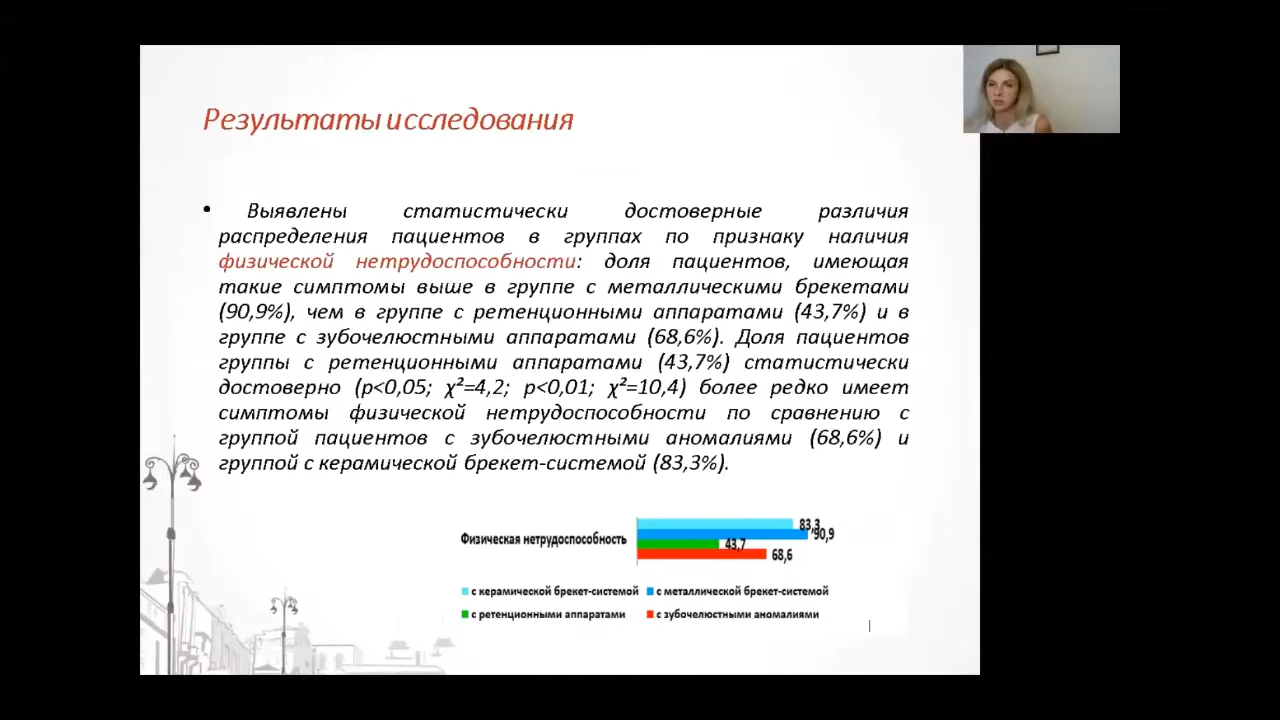 Результаты исследования
• Выявлены статистически достоверные различия
распределения пациентов в группах по признаку наличия
физической нетрудоспособности: доля пациентов, имеющая
такие симптомы выше в группе с металлическими брекетами
(90,9%), чем в группе с ретенционными аппаратами (43,7%) и в
группе с зубочелюстными аппаратами (68,6%). Доля пациентов
группы с ретенционными аппаратами (43,7%) статистически
достоверно (p<0,05; χ²=4,2; p<0,01; χ²=10,4) более редко имеет
симптомы физической нетрудоспособности по сравнению с
группой пациентов с зубочелюстными аномалиями (68,6%) и
группой с керамической брекет-системой (83,3%).
83,3
90,9
Физическая нетрудоспособность
43,7
68,6
с керамической брекет-системой с металлической брекет-системой
с ретенционными аппаратами с зубочелюстными аномалиями